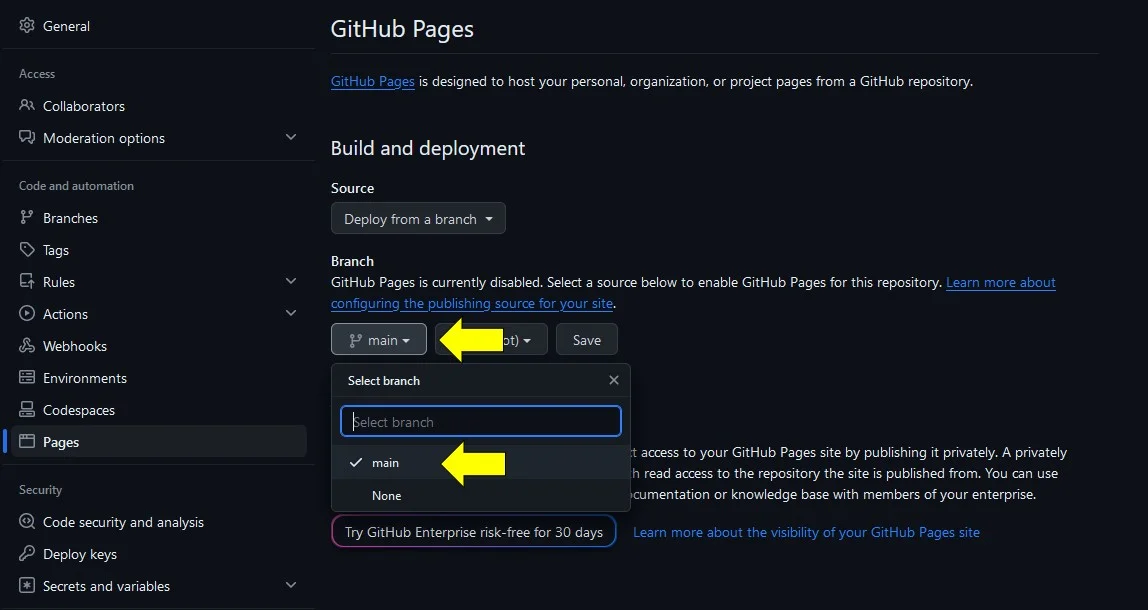 General
Access
Collaborators
Moderation options
Code and automation
Branches
Tags
Rules
Actions
Webhooks
Environments
Codespaces
Pages
Security
Code security and analysis
Deploy keys
Secrets and variables
GitHub Pages
GitHub Pages is designed to host your personal, organization, or project pages from a GitHub repository.
Build and deployment
Source
Deploy from a branch
Branch
GitHub Pages is currently disabled. Select a source below to enable GitHub Pages for this repository. Learn more about
configuring the publishing source for your site.
main ot) Save
Select branch
Select branch
main
None
t access to your GitHub Pages site by publishing it privately. A privately
h read access to the repository the site is published from. You can use
cumentation or knowledge base with members of your enterprise.
Try GitHub Enterprise risk-free for 30 days Learn more about the visibility of your GitHub Pages site